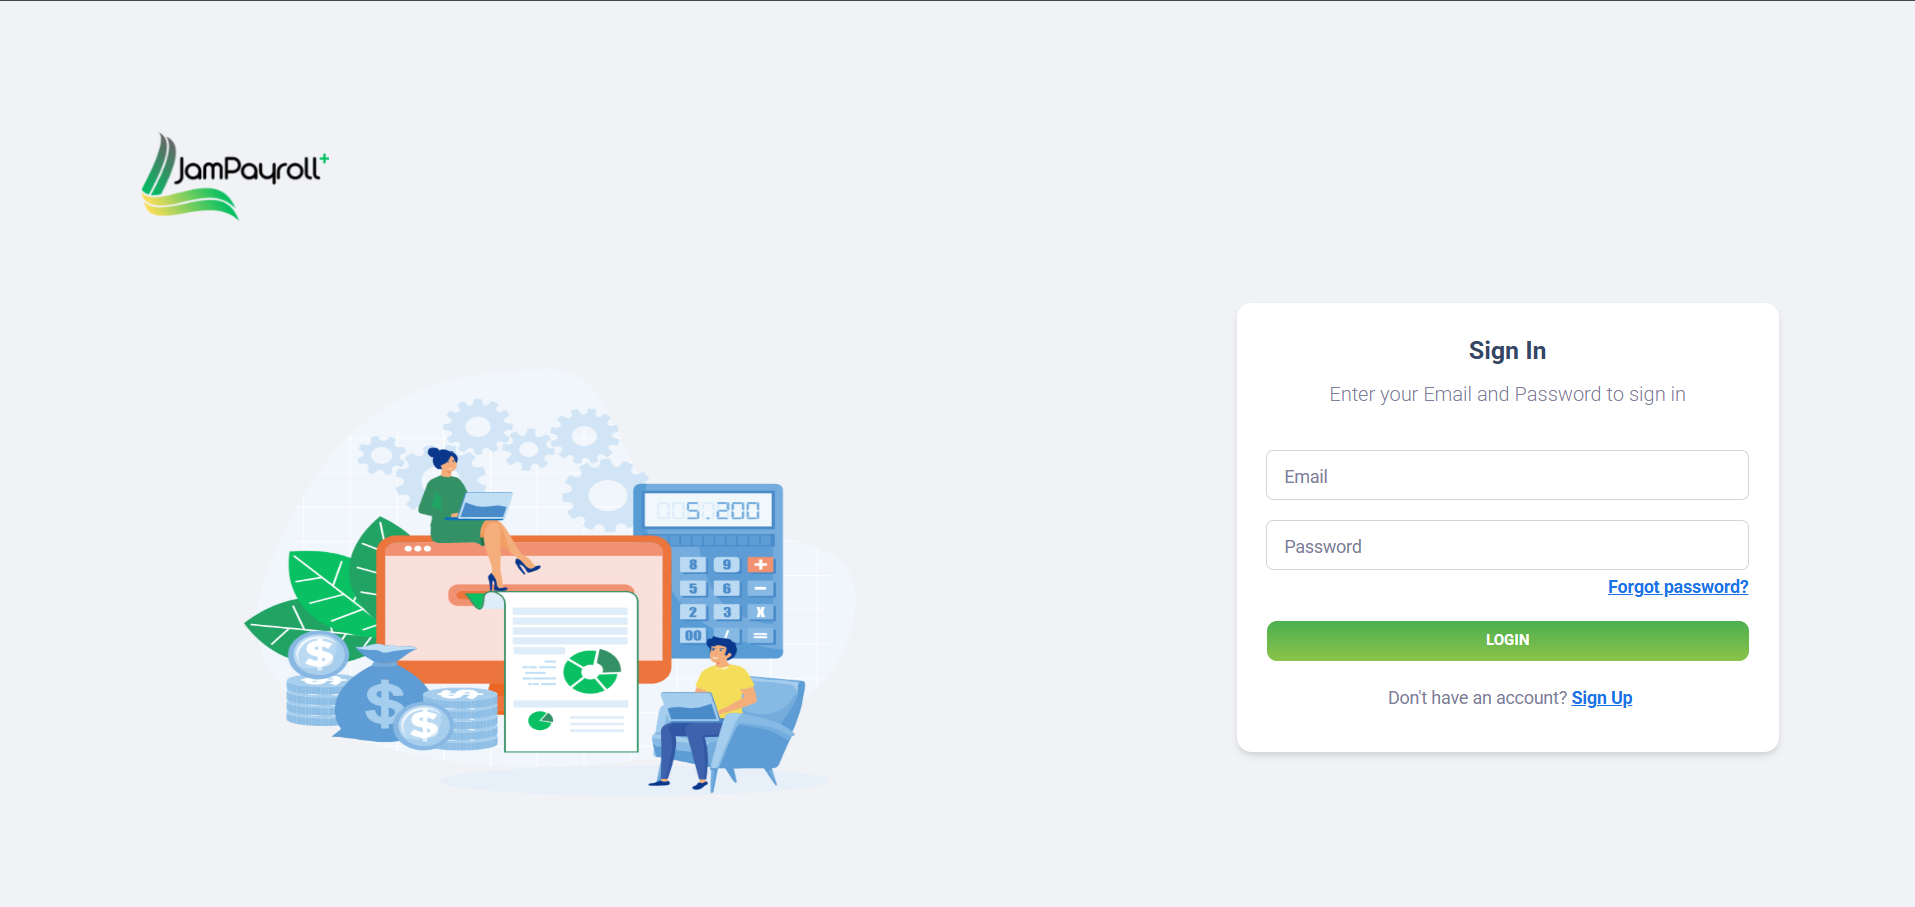 JamPayroll+
Sign In
Enter your Email and Password to sign in
Email
Password
Forgot password?
LOGIN
Don't have an account? Sign Up
5.200
8 9 +
5 6 −
2 3 X
00 / =
$
$
$
$
$